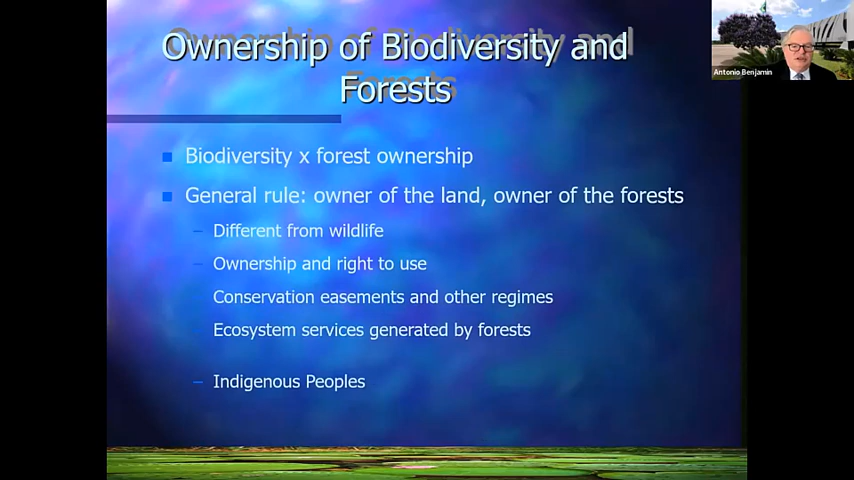 Ownership of Biodiversity and
Forests
Antonio Benjamin
Biodiversity x forest ownership
General rule: owner of the land, owner of the forests
– Different from wildlife
– Ownership and right to use
Conservation easements and other regimes
Ecosystem services generated by forests
– Indigenous Peoples